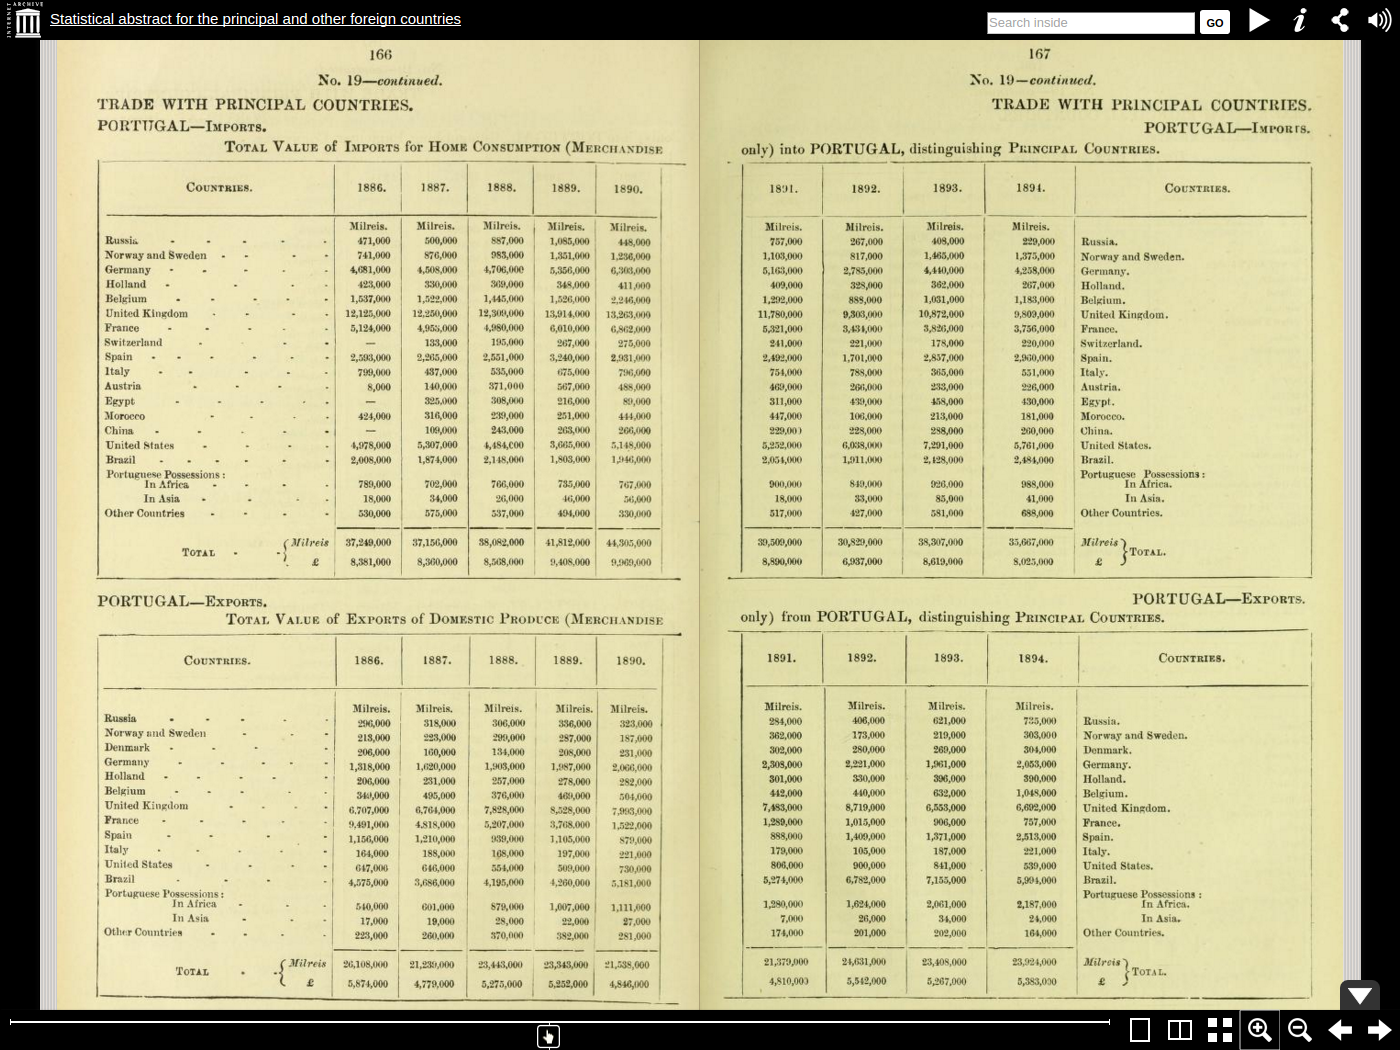 INTERNET ARCHIVE
Statistical abstract for the principal and other foreign countries
Search inside
GO
166
No. 19—continued.
TRADE WITH PRINCIPAL COUNTRIES.
PORTUGAL—Imports.
Total Value of Imports for Home Consumption (Merchandise
Countries. 1886. 1887. 1888. 1889. 1890.
Milreis. Milreis. Milreis. Milreis. Milreis.
Russia 471,000 500,000 887,000 1,085,000 448,000
Norway and Sweden 741,000 876,000 983,000 1,351,000 1,236,000
Germany 4,681,000 4,508,000 4,706,000 5,356,000 6,303,000
Holland 423,000 330,000 369,000 348,000 411,000
Belgium 1,537,000 1,522,000 1,445,000 1,526,000 2,246,000
United Kingdom 12,125,000 12,250,000 12,309,000 13,914,000 13,263,000
France 5,124,000 4,955,000 4,980,000 6,010,000 6,862,000
Switzerland — 133,000 195,000 267,000 275,000
Spain 2,593,000 2,265,000 2,551,000 3,240,000 2,931,000
Italy 799,000 437,000 535,000 675,000 796,000
Austria 8,000 140,000 371,000 567,000 488,000
Egypt — 325,000 308,000 216,000 89,000
Morocco 424,000 316,000 239,000 251,000 444,000
China — 109,000 243,000 263,000 266,000
United States 4,978,000 5,307,000 4,484,000 3,665,000 5,148,000
Brazil 2,008,000 1,874,000 2,148,000 1,803,000 1,946,000
Portuguese Possessions :
In Africa 789,000 702,000 766,000 735,000 767,000
In Asia 18,000 34,000 26,000 46,000 56,000
Other Countries 530,000 575,000 537,000 494,000 330,000
Total { Milreis 37,249,000 37,156,000 38,082,000 41,812,000 44,305,000
£ 8,381,000 8,360,000 8,568,000 9,408,000 9,969,000
PORTUGAL—Exports.
Total Value of Exports of Domestic Produce (Merchandise
Countries. 1886. 1887. 1888. 1889. 1890.
Milreis. Milreis. Milreis. Milreis. Milreis.
Russia 296,000 318,000 306,000 336,000 323,000
Norway and Sweden 213,000 223,000 299,000 287,000 187,000
Denmark 206,000 160,000 134,000 208,000 231,000
Germany 1,318,000 1,620,000 1,903,000 1,987,000 2,066,000
Holland 206,000 231,000 257,000 278,000 282,000
Belgium 349,000 495,000 376,000 469,000 504,000
United Kingdom 6,707,000 6,764,000 7,828,000 8,528,000 7,993,000
France 9,491,000 4,818,000 5,207,000 3,768,000 1,522,000
Spain 1,156,000 1,210,000 939,000 1,105,000 879,000
Italy 164,000 188,000 168,000 197,000 221,000
United States 647,000 646,000 554,000 509,000 730,000
Brazil 4,575,000 3,686,000 4,195,000 4,260,000 5,181,000
Portuguese Possessions :
In Africa 540,000 601,000 879,000 1,007,000 1,111,000
In Asia 17,000 19,000 28,000 22,000 27,000
Other Countries 223,000 260,000 370,000 382,000 281,000
Total { Milreis 26,108,000 21,239,000 23,443,000 23,343,000 21,538,000
£ 5,874,000 4,779,000 5,275,000 5,252,000 4,846,000
167
No. 19—continued.
TRADE WITH PRINCIPAL COUNTRIES.
PORTUGAL—Imports.
only) into PORTUGAL, distinguishing Principal Countries.
1891. 1892. 1893. 1894. Countries.
Milreis. Milreis. Milreis. Milreis.
757,000 267,000 408,000 229,000 Russia.
1,103,000 817,000 1,465,000 1,375,000 Norway and Sweden.
5,163,000 2,785,000 4,440,000 4,258,000 Germany.
409,000 328,000 362,000 267,000 Holland.
1,292,000 888,000 1,031,000 1,183,000 Belgium.
11,780,000 9,303,000 10,872,000 9,809,000 United Kingdom.
5,321,000 3,434,000 3,826,000 3,756,000 France.
241,000 221,000 178,000 220,000 Switzerland.
2,492,000 1,701,000 2,857,000 2,960,000 Spain.
754,000 788,000 365,000 551,000 Italy.
469,000 266,000 233,000 226,000 Austria.
311,000 439,000 458,000 430,000 Egypt.
447,000 106,000 213,000 181,000 Morocco.
229,000 228,000 288,000 260,000 China.
5,252,000 6,038,000 7,291,000 5,761,000 United States.
2,054,000 1,911,000 2,428,000 2,484,000 Brazil.
Portuguese Possessions :
900,000 849,000 926,000 988,000 In Africa.
18,000 33,000 85,000 41,000 In Asia.
517,000 427,000 581,000 688,000 Other Countries.
39,509,000 30,829,000 38,307,000 35,667,000 Milreis } Total.
8,890,000 6,937,000 8,619,000 8,025,000 £
PORTUGAL—Exports.
only) from PORTUGAL, distinguishing Principal Countries.
1891. 1892. 1893. 1894. Countries.
Milreis. Milreis. Milreis. Milreis.
284,000 406,000 621,000 735,000 Russia.
362,000 173,000 219,000 303,000 Norway and Sweden.
302,000 280,000 269,000 304,000 Denmark.
2,308,000 2,221,000 1,961,000 2,053,000 Germany.
301,000 330,000 396,000 390,000 Holland.
442,000 440,000 632,000 1,048,000 Belgium.
7,483,000 8,719,000 6,553,000 6,692,000 United Kingdom.
1,289,000 1,015,000 906,000 757,000 France.
888,000 1,409,000 1,371,000 2,513,000 Spain.
179,000 105,000 187,000 221,000 Italy.
806,000 900,000 841,000 539,000 United States.
5,274,000 6,782,000 7,155,000 5,994,000 Brazil.
Portuguese Possessions :
1,280,000 1,624,000 2,061,000 2,187,000 In Africa.
7,000 26,000 34,000 24,000 In Asia.
174,000 201,000 202,000 164,000 Other Countries.
21,379,000 24,631,000 23,408,000 23,924,000 Milreis } Total.
4,810,000 5,542,000 5,267,000 5,383,000 £